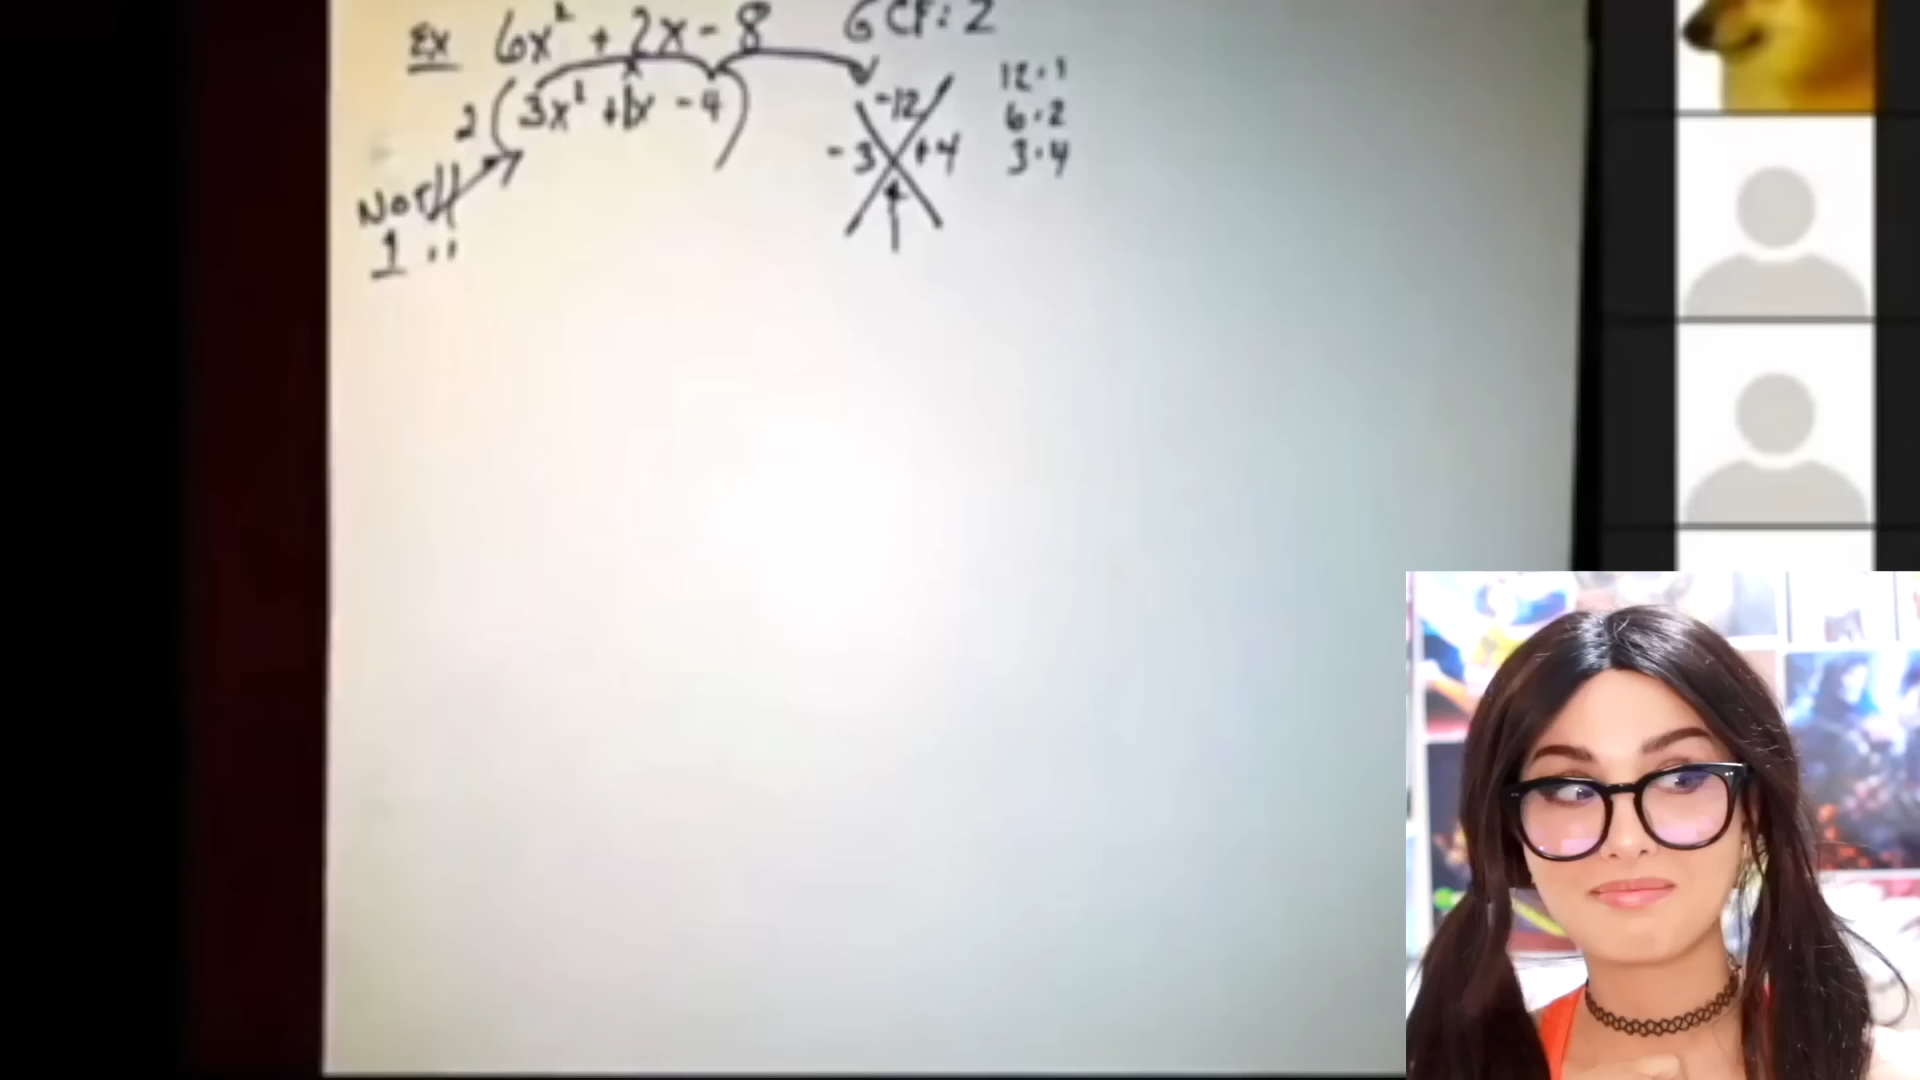 Ex 6x² + 2x - 8 GCF: 2
2(3x² + 1x - 4)
-12
-3 +4
12·1
6·2
3·4
Not
1